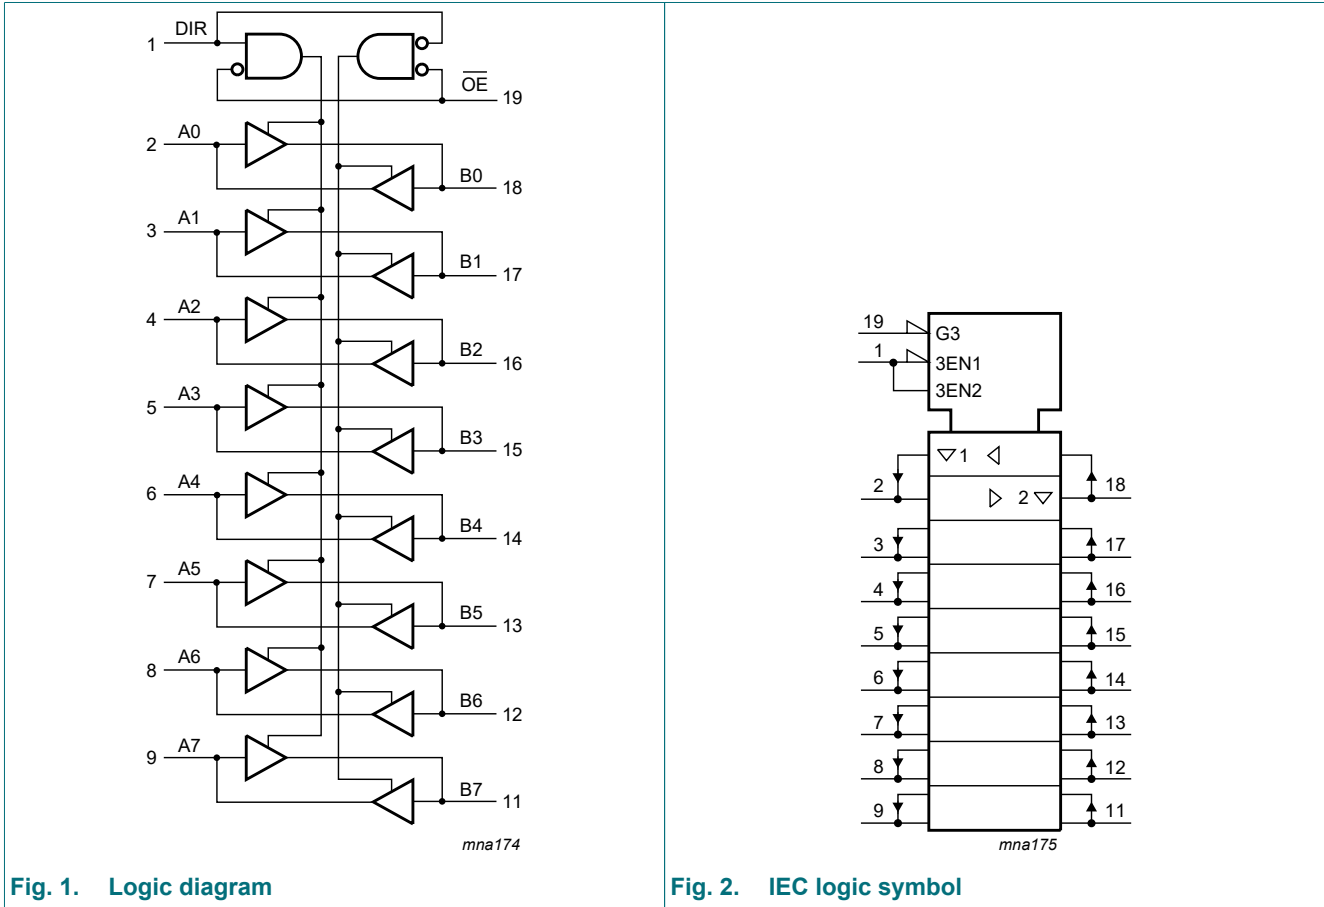 DIR
1
OE
19
A0
2
B0
18
A1
3
B1
17
A2
4
B2
16
A3
5
B3
15
A4
6
B4
14
A5
7
B5
13
A6
8
B6
12
A7
9
B7
11
mna174
Fig. 1. Logic diagram
19
G3
1
3EN1
3EN2
1
2
18
2
3
17
4
16
5
15
6
14
7
13
8
12
9
11
mna175
Fig. 2. IEC logic symbol